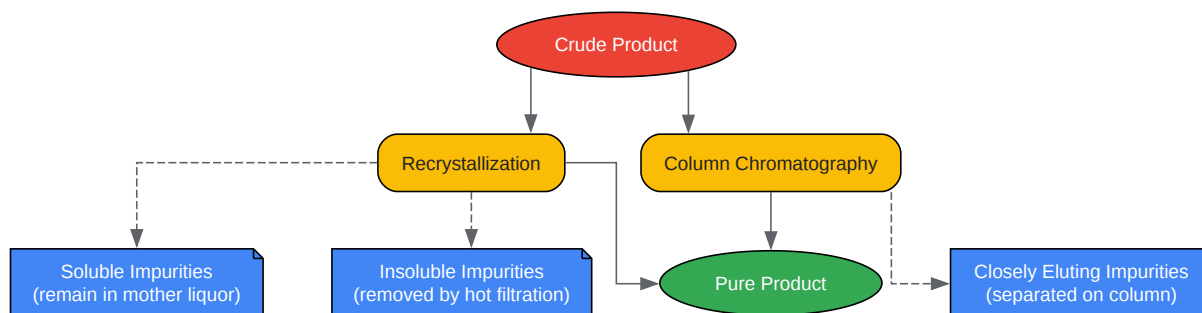 Crude Product
Recrystallization
Column Chromatography
Soluble Impurities
(remain in mother liquor)
Insoluble Impurities
(removed by hot filtration)
Pure Product
Closely Eluting Impurities
(separated on column)